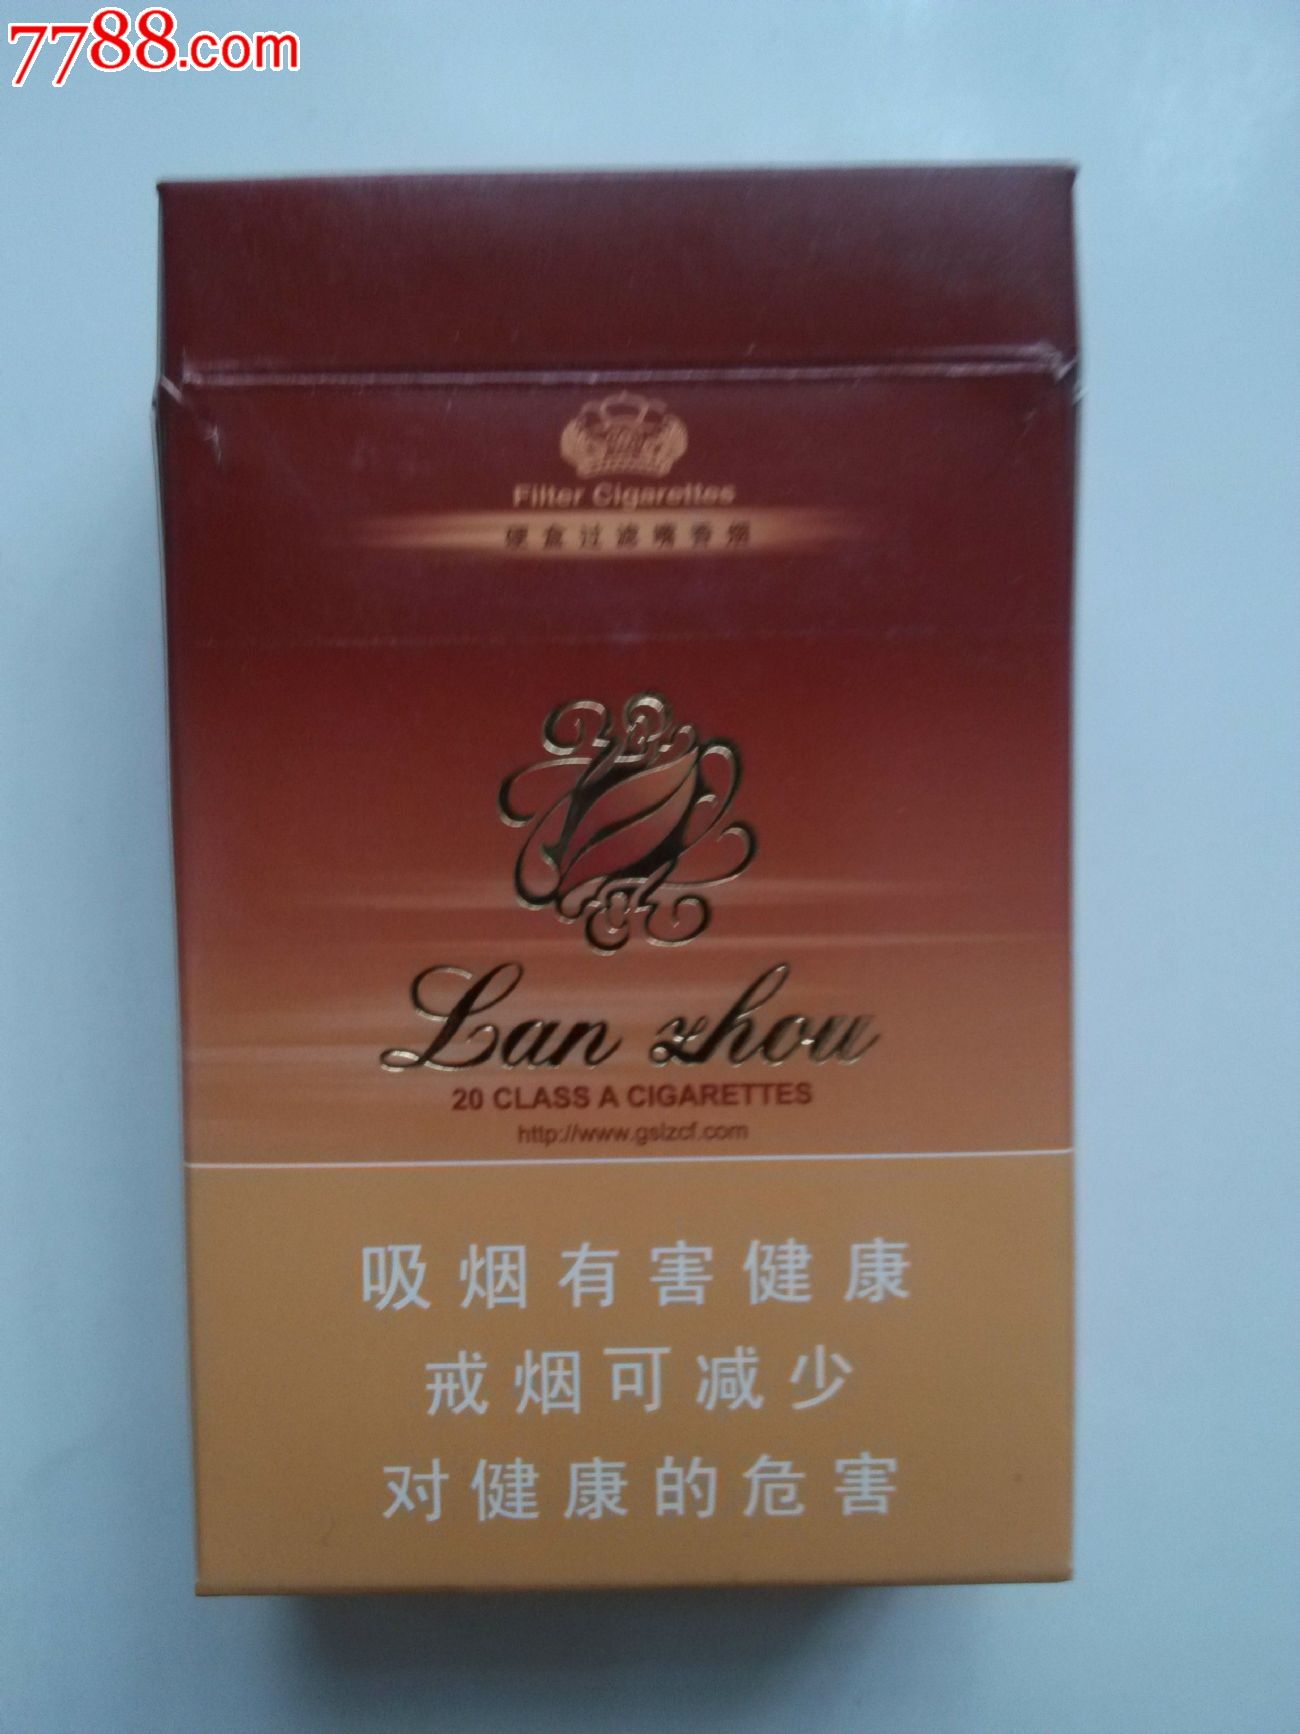 7788.com
Filter Cigarettes
硬盒过滤嘴香烟
Lan zhou
20 CLASS A CIGARETTES
http://www.gslzcf.com
吸烟有害健康
戒烟可减少
对健康的危害